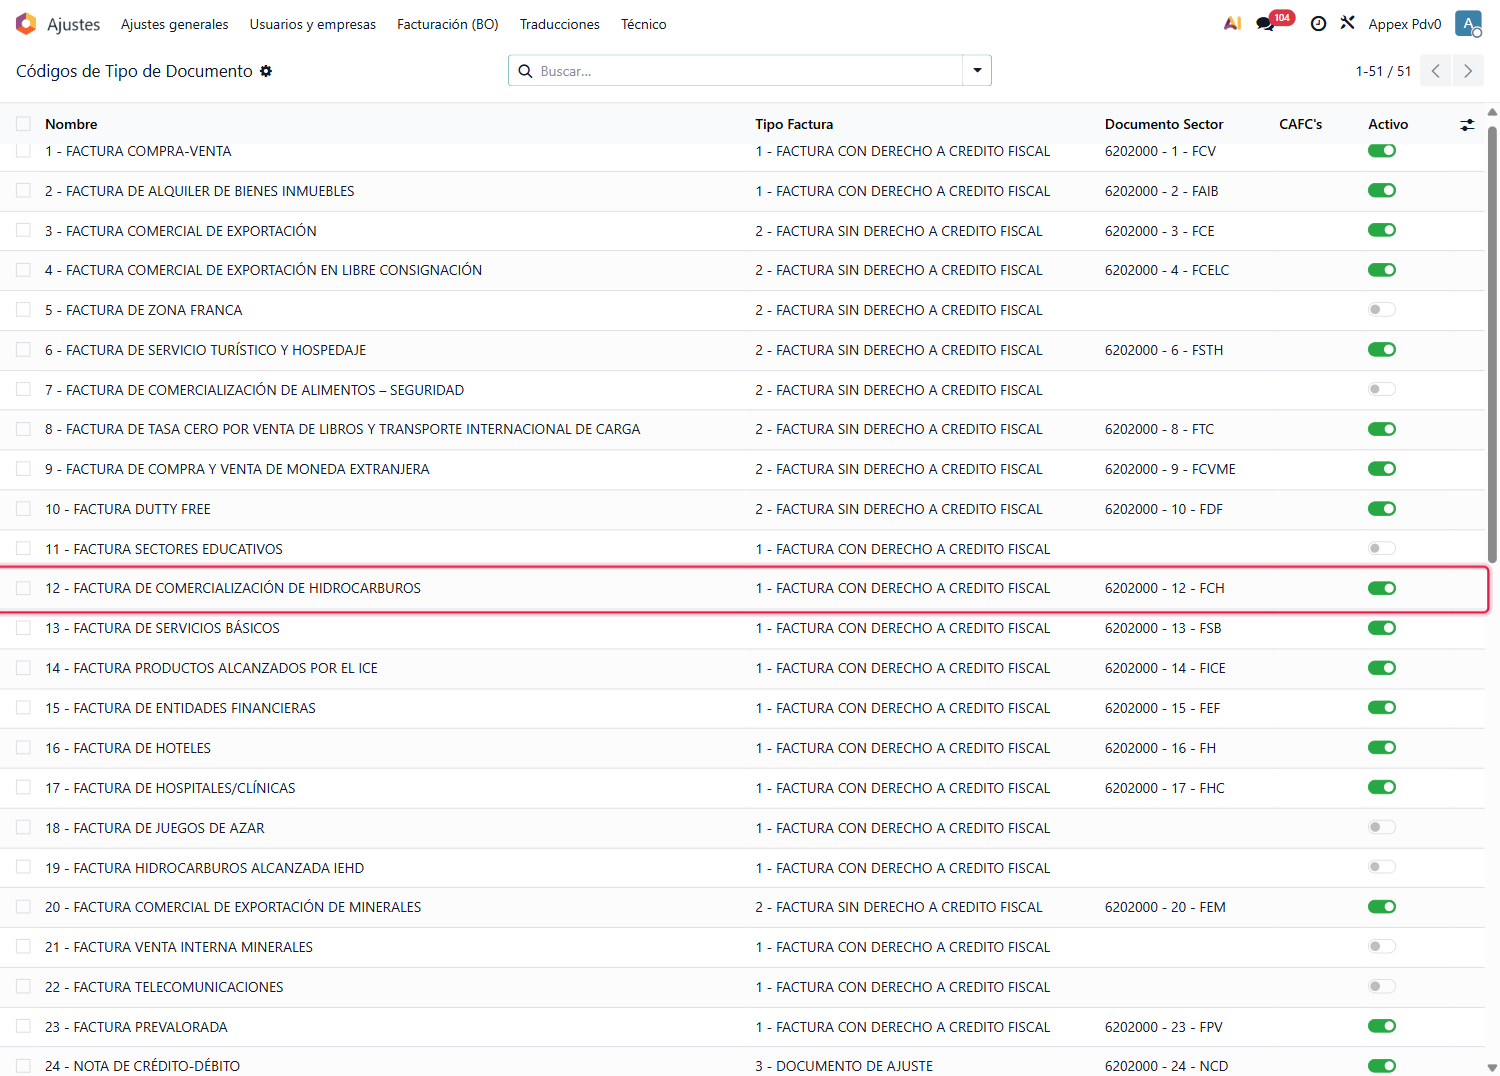 Ajustes Ajustes generales Usuarios y empresas Facturación (BO) Traducciones Técnico AI 104 Appex Pdv0 A
Códigos de Tipo de Documento Buscar... 1-51 / 51
Nombre Tipo Factura Documento Sector CAFC's Activo
1 - FACTURA COMPRA-VENTA 1 - FACTURA CON DERECHO A CREDITO FISCAL 6202000 - 1 - FCV
2 - FACTURA DE ALQUILER DE BIENES INMUEBLES 1 - FACTURA CON DERECHO A CREDITO FISCAL 6202000 - 2 - FAIB
3 - FACTURA COMERCIAL DE EXPORTACIÓN 2 - FACTURA SIN DERECHO A CREDITO FISCAL 6202000 - 3 - FCE
4 - FACTURA COMERCIAL DE EXPORTACIÓN EN LIBRE CONSIGNACIÓN 2 - FACTURA SIN DERECHO A CREDITO FISCAL 6202000 - 4 - FCELC
5 - FACTURA DE ZONA FRANCA 2 - FACTURA SIN DERECHO A CREDITO FISCAL
6 - FACTURA DE SERVICIO TURÍSTICO Y HOSPEDAJE 2 - FACTURA SIN DERECHO A CREDITO FISCAL 6202000 - 6 - FSTH
7 - FACTURA DE COMERCIALIZACIÓN DE ALIMENTOS – SEGURIDAD 2 - FACTURA SIN DERECHO A CREDITO FISCAL
8 - FACTURA DE TASA CERO POR VENTA DE LIBROS Y TRANSPORTE INTERNACIONAL DE CARGA 2 - FACTURA SIN DERECHO A CREDITO FISCAL 6202000 - 8 - FTC
9 - FACTURA DE COMPRA Y VENTA DE MONEDA EXTRANJERA 2 - FACTURA SIN DERECHO A CREDITO FISCAL 6202000 - 9 - FCVME
10 - FACTURA DUTTY FREE 2 - FACTURA SIN DERECHO A CREDITO FISCAL 6202000 - 10 - FDF
11 - FACTURA SECTORES EDUCATIVOS 1 - FACTURA CON DERECHO A CREDITO FISCAL
12 - FACTURA DE COMERCIALIZACIÓN DE HIDROCARBUROS 1 - FACTURA CON DERECHO A CREDITO FISCAL 6202000 - 12 - FCH
13 - FACTURA DE SERVICIOS BÁSICOS 1 - FACTURA CON DERECHO A CREDITO FISCAL 6202000 - 13 - FSB
14 - FACTURA PRODUCTOS ALCANZADOS POR EL ICE 1 - FACTURA CON DERECHO A CREDITO FISCAL 6202000 - 14 - FICE
15 - FACTURA DE ENTIDADES FINANCIERAS 1 - FACTURA CON DERECHO A CREDITO FISCAL 6202000 - 15 - FEF
16 - FACTURA DE HOTELES 1 - FACTURA CON DERECHO A CREDITO FISCAL 6202000 - 16 - FH
17 - FACTURA DE HOSPITALES/CLÍNICAS 1 - FACTURA CON DERECHO A CREDITO FISCAL 6202000 - 17 - FHC
18 - FACTURA DE JUEGOS DE AZAR 1 - FACTURA CON DERECHO A CREDITO FISCAL
19 - FACTURA HIDROCARBUROS ALCANZADA IEHD 1 - FACTURA CON DERECHO A CREDITO FISCAL
20 - FACTURA COMERCIAL DE EXPORTACIÓN DE MINERALES 2 - FACTURA SIN DERECHO A CREDITO FISCAL 6202000 - 20 - FEM
21 - FACTURA VENTA INTERNA MINERALES 1 - FACTURA CON DERECHO A CREDITO FISCAL
22 - FACTURA TELECOMUNICACIONES 1 - FACTURA CON DERECHO A CREDITO FISCAL
23 - FACTURA PREVALORADA 1 - FACTURA CON DERECHO A CREDITO FISCAL 6202000 - 23 - FPV
24 - NOTA DE CRÉDITO-DÉBITO 3 - DOCUMENTO DE AJUSTE 6202000 - 24 - NCD